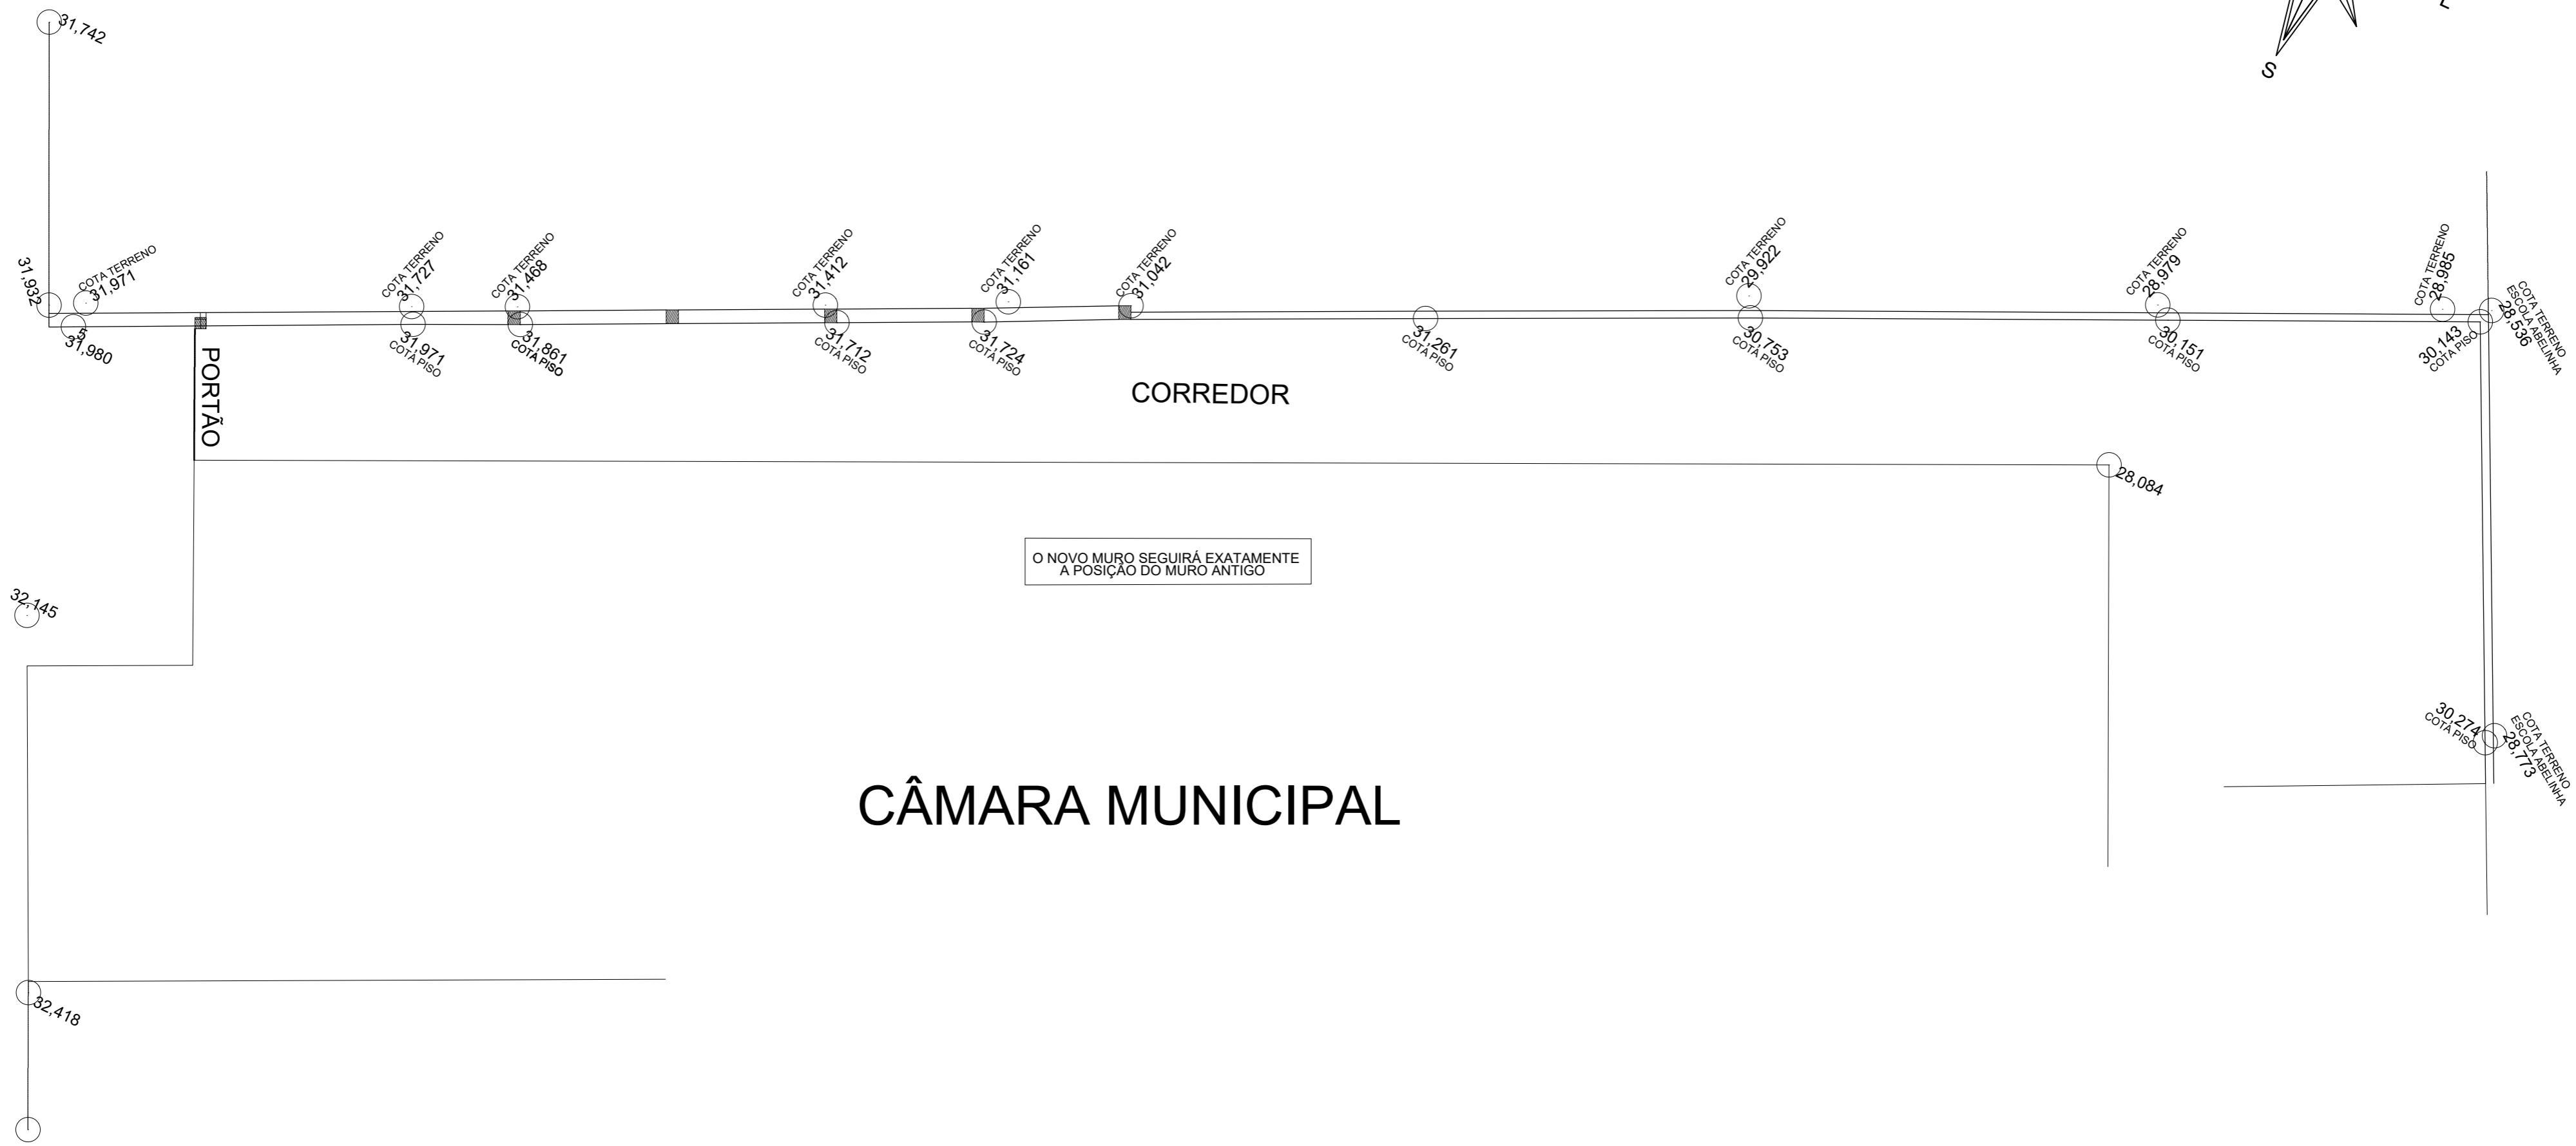 31,742
S
L
31,932
COTA TERRENO
31,971
COTA TERRENO
31,727
COTA TERRENO
31,468
COTA TERRENO
31,412
COTA TERRENO
31,161
COTA TERRENO
31,042
COTA TERRENO
29,922
COTA TERRENO
28,979
COTA TERRENO
28,985
COTA TERRENO
ESCOLA ABELINHA
28,536
5
31,980
31,971
COTA PISO
31,861
COTA PISO
31,712
COTA PISO
31,724
COTA PISO
31,261
COTA PISO
30,753
COTA PISO
30,151
COTA PISO
30,143
COTA PISO
PORTÃO
CORREDOR
28,084
O NOVO MURO SEGUIRÁ EXATAMENTE
A POSIÇÃO DO MURO ANTIGO
32,145
30,274
COTA PISO
COTA TERRENO
ESCOLA ABELINHA
28,773
CÂMARA MUNICIPAL
32,418